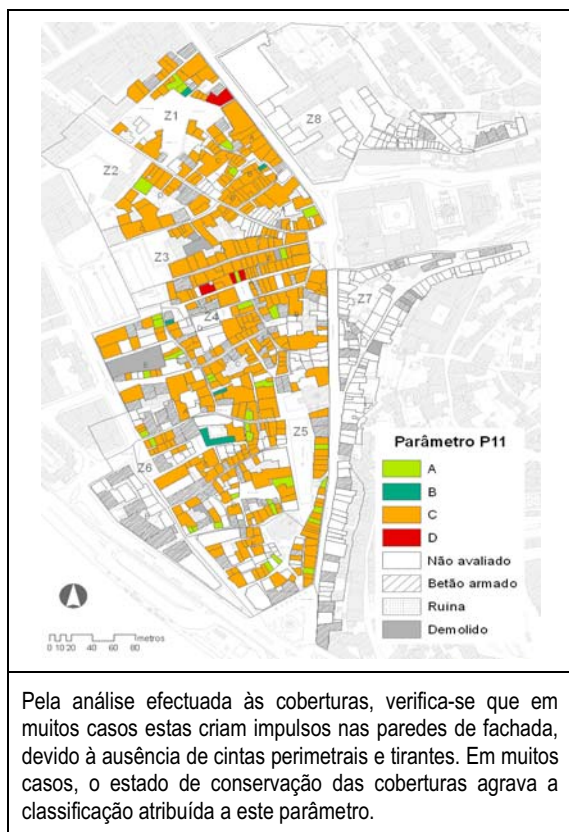 Z1
Z8
Z2
Z3
Z4
Z7
Z5
Z6
Parâmetro P11
A
B
C
D
Não avaliado
Betão armado
Ruína
Demolido
metros
0 10 20 40 60 80
Pela análise efectuada às coberturas, verifica-se que em
muitos casos estas criam impulsos nas paredes de fachada,
devido à ausência de cintas perimetrais e tirantes. Em muitos
casos, o estado de conservação das coberturas agrava a
classificação atribuída a este parâmetro.